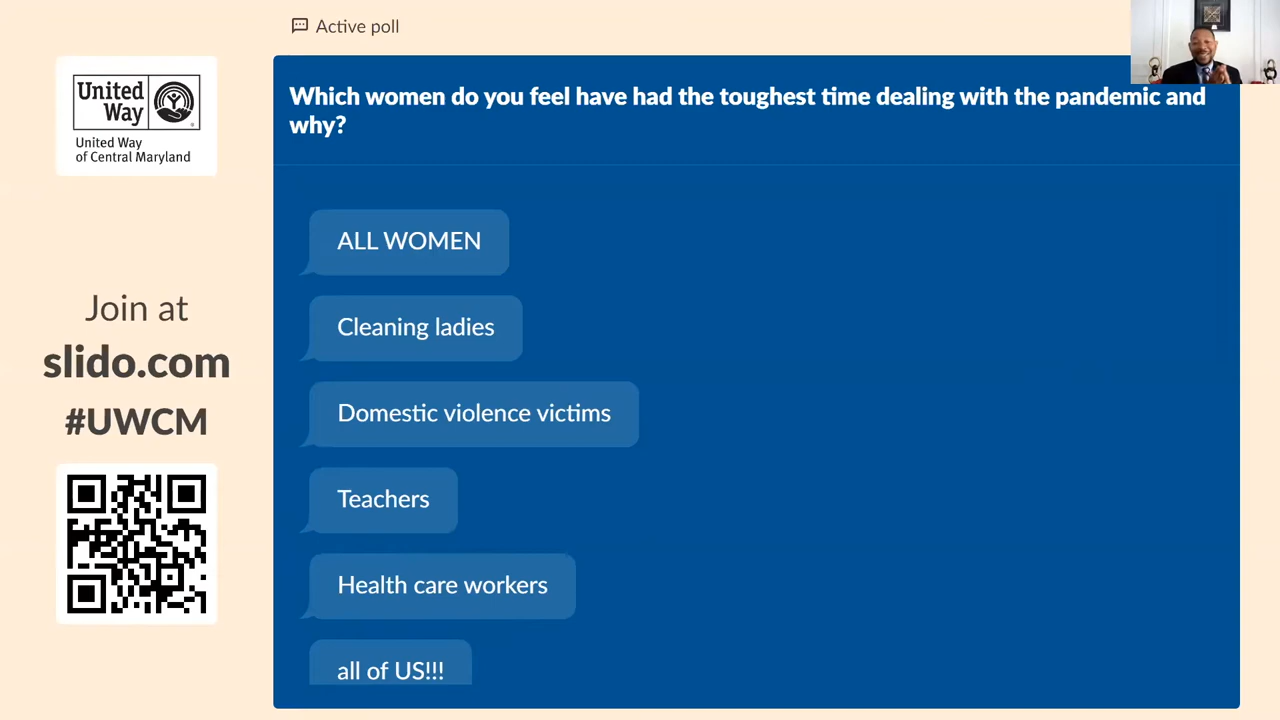 Active poll
United
Way
United Way
of Central Maryland
Which women do you feel have had the toughest time dealing with the pandemic and
why?
ALL WOMEN
Cleaning ladies
Domestic violence victims
Teachers
Health care workers
all of US!!!
Join at
slido.com
#UWCM